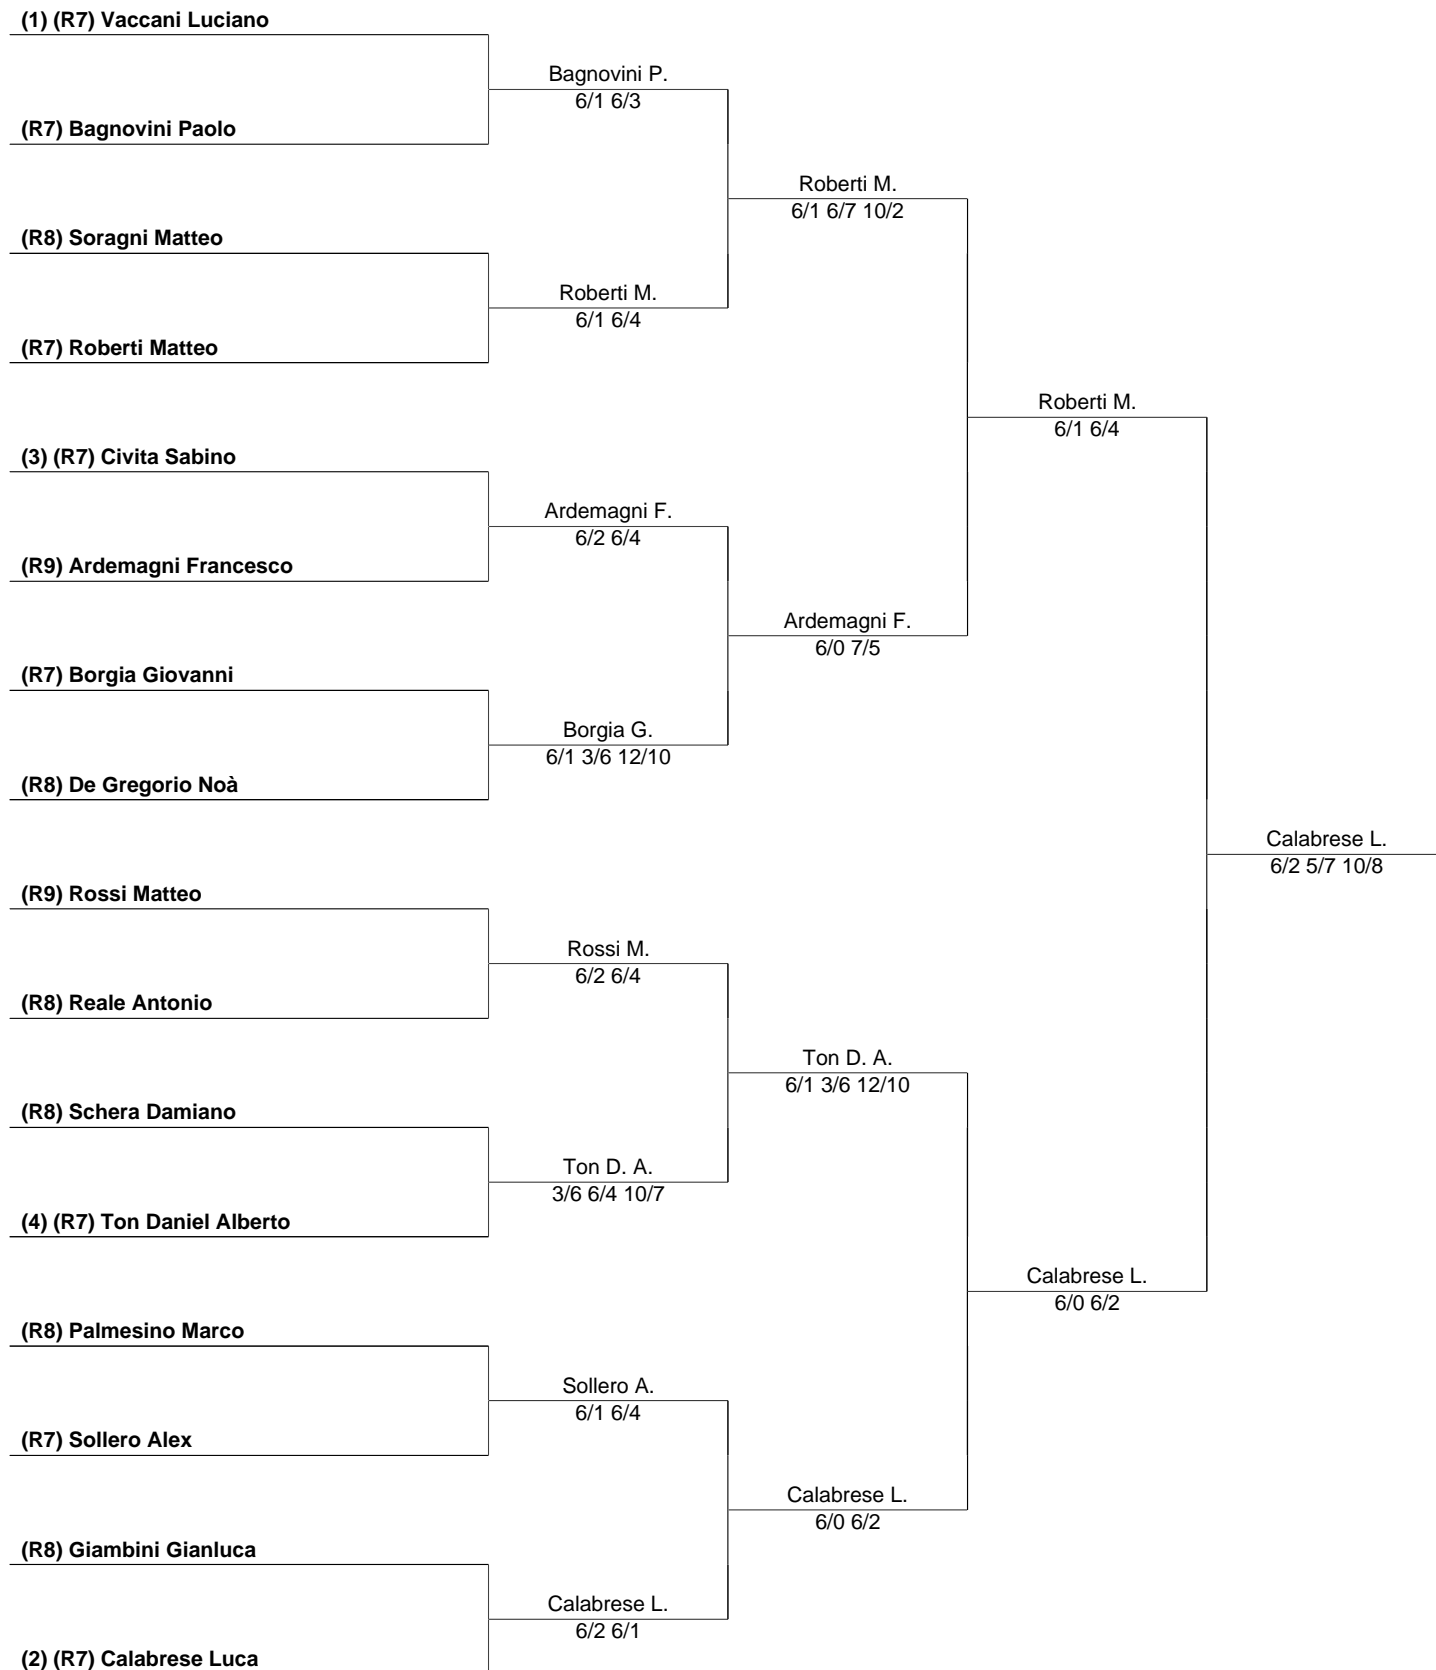 (1) (R7) Vaccani Luciano
Bagnovini P.
6/1 6/3
(R7) Bagnovini Paolo
Roberti M.
6/1 6/7 10/2
(R8) Soragni Matteo
Roberti M.
6/1 6/4
(R7) Roberti Matteo
Roberti M.
6/1 6/4
(3) (R7) Civita Sabino
Ardemagni F.
6/2 6/4
(R9) Ardemagni Francesco
Ardemagni F.
6/0 7/5
(R7) Borgia Giovanni
Borgia G.
6/1 3/6 12/10
(R8) De Gregorio Noà
Calabrese L.
6/2 5/7 10/8
(R9) Rossi Matteo
Rossi M.
6/2 6/4
(R8) Reale Antonio
Ton D. A.
6/1 3/6 12/10
(R8) Schera Damiano
Ton D. A.
3/6 6/4 10/7
(4) (R7) Ton Daniel Alberto
Calabrese L.
6/0 6/2
(R8) Palmesino Marco
Sollero A.
6/1 6/4
(R7) Sollero Alex
Calabrese L.
6/0 6/2
(R8) Giambini Gianluca
Calabrese L.
6/2 6/1
(2) (R7) Calabrese Luca